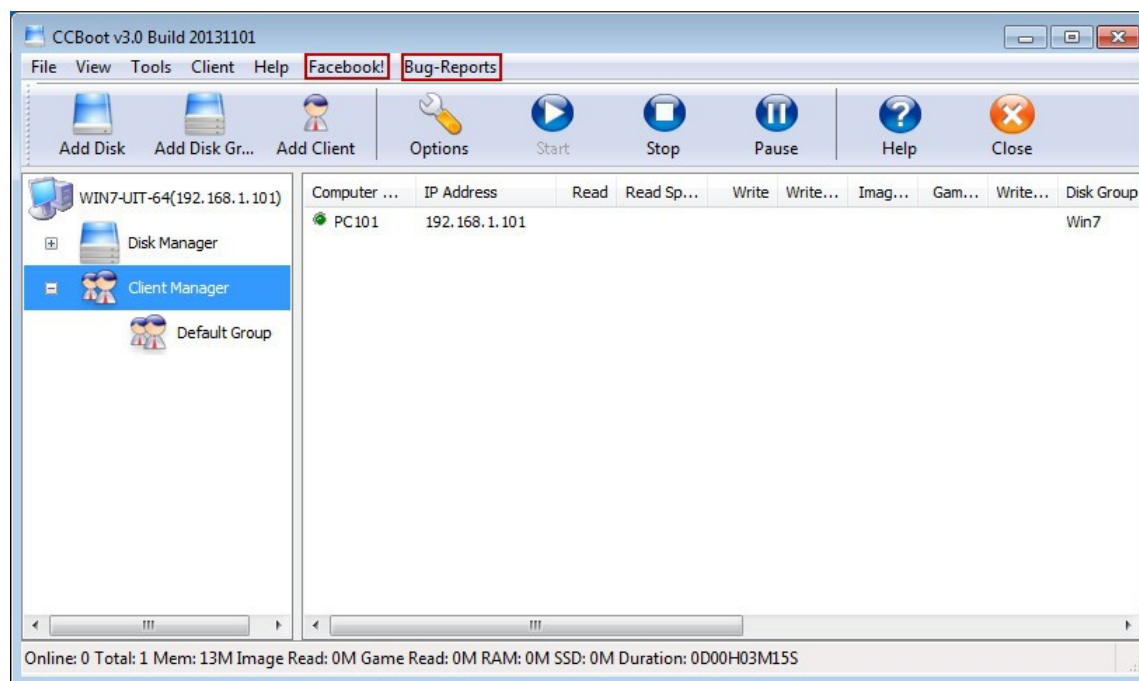 CCBoot v3.0 Build 20131101
File View Tools Client Help Facebook! Bug-Reports
Add Disk Add Disk Gr... Add Client Options Start Stop Pause Help Close
WIN7-UIT-64(192.168.1.101)
Disk Manager
Client Manager
Default Group
Computer ... IP Address Read Read Sp... Write Write... Imag... Gam... Write... Disk Group
PC101 192.168.1.101 Win7
Online: 0 Total: 1 Mem: 13M Image Read: 0M Game Read: 0M RAM: 0M SSD: 0M Duration: 0D00H03M15S